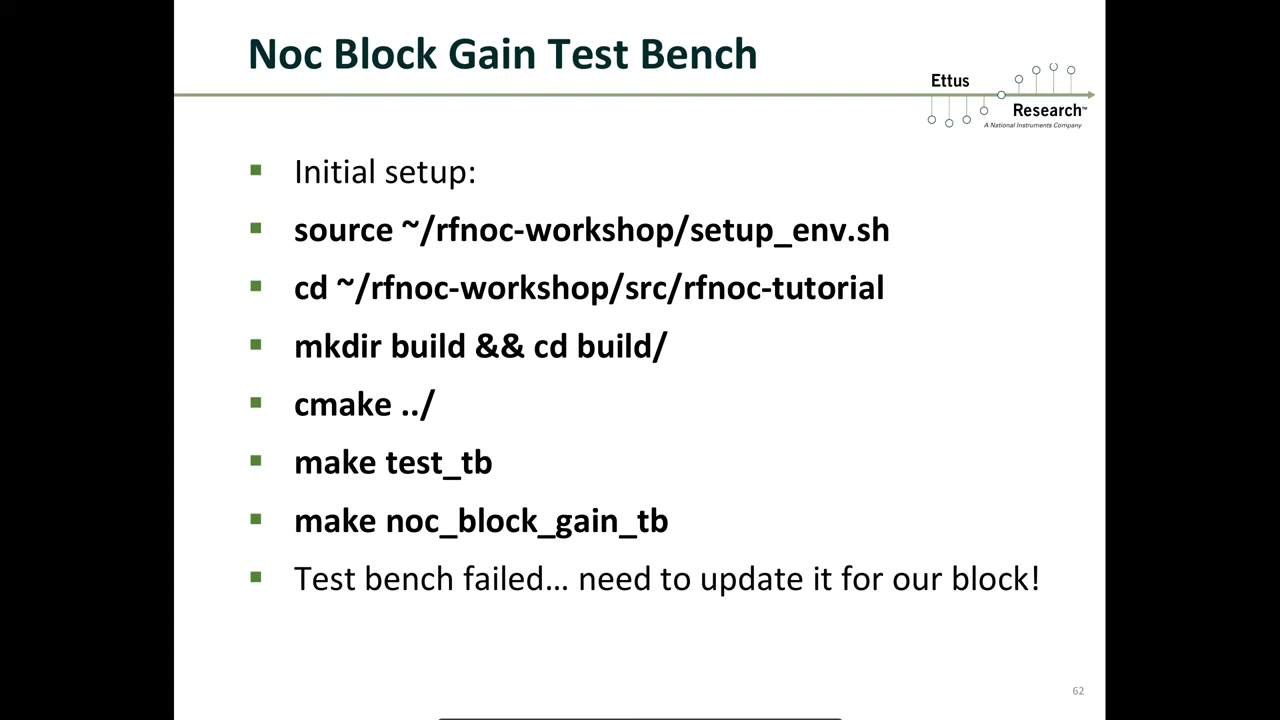 Noc Block Gain Test Bench
Ettus
Research™
A National Instruments Company
Initial setup:
source ~/rfnoc-workshop/setup_env.sh
cd ~/rfnoc-workshop/src/rfnoc-tutorial
mkdir build && cd build/
cmake ../
make test_tb
make noc_block_gain_tb
Test bench failed... need to update it for our block!
62